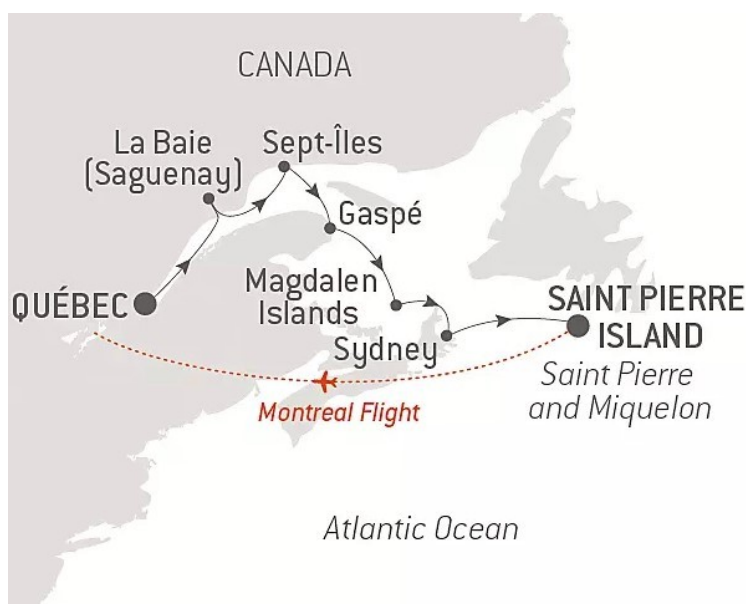 CANADA
La Baie
(Saguenay)
Sept-Îles
Gaspé
Magdalen
Islands
QUÉBEC
Sydney
SAINT PIERRE
ISLAND
Saint Pierre
and Miquelon
Montreal Flight
Atlantic Ocean